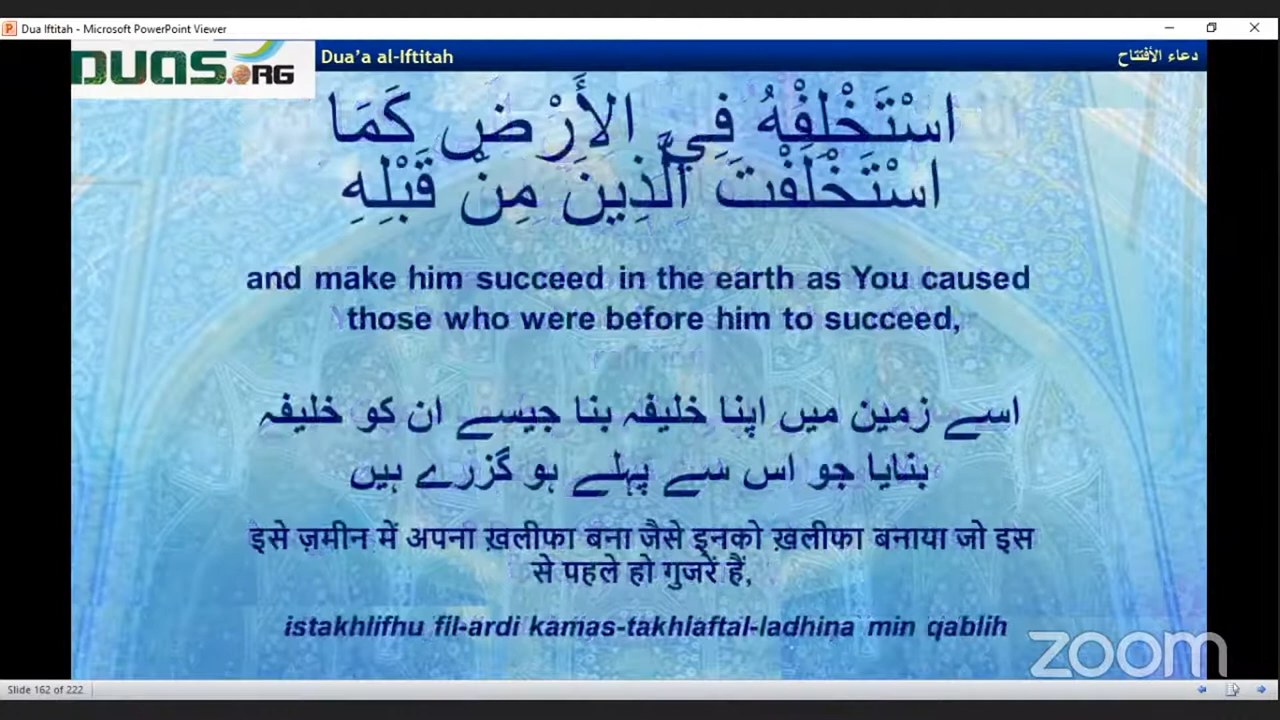 Dua Iftitah - Microsoft PowerPoint Viewer
DUAS.ORG
Dua'a al-Iftitah
دعاء الأفتتاح
اسْتَخْلِفْهُ فِي الأَرْضِ كَمَا
اسْتَخْلَفْتَ الَّذِينَ مِنْ قَبْلِهِ
and make him succeed in the earth as You caused
those who were before him to succeed,
اسے زمین میں اپنا خلیفہ بنا جیسے ان کو خلیفہ
بنایا جو اس سے پہلے ہو گزرے ہیں
इसे ज़मीन में अपना ख़लीफा बना जैसे इनको ख़लीफा बनाया जो इस
से पहले हो गुजरें हैं,
istakhlifhu fil-ardi kamas-takhlaftal-ladhina min qablih
zoom
Slide 162 of 222